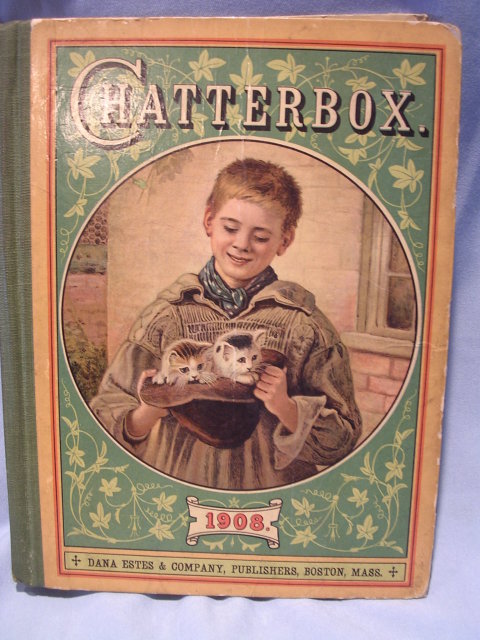 CHATTERBOX.
1908.
DANA ESTES & COMPANY, PUBLISHERS, BOSTON, MASS.